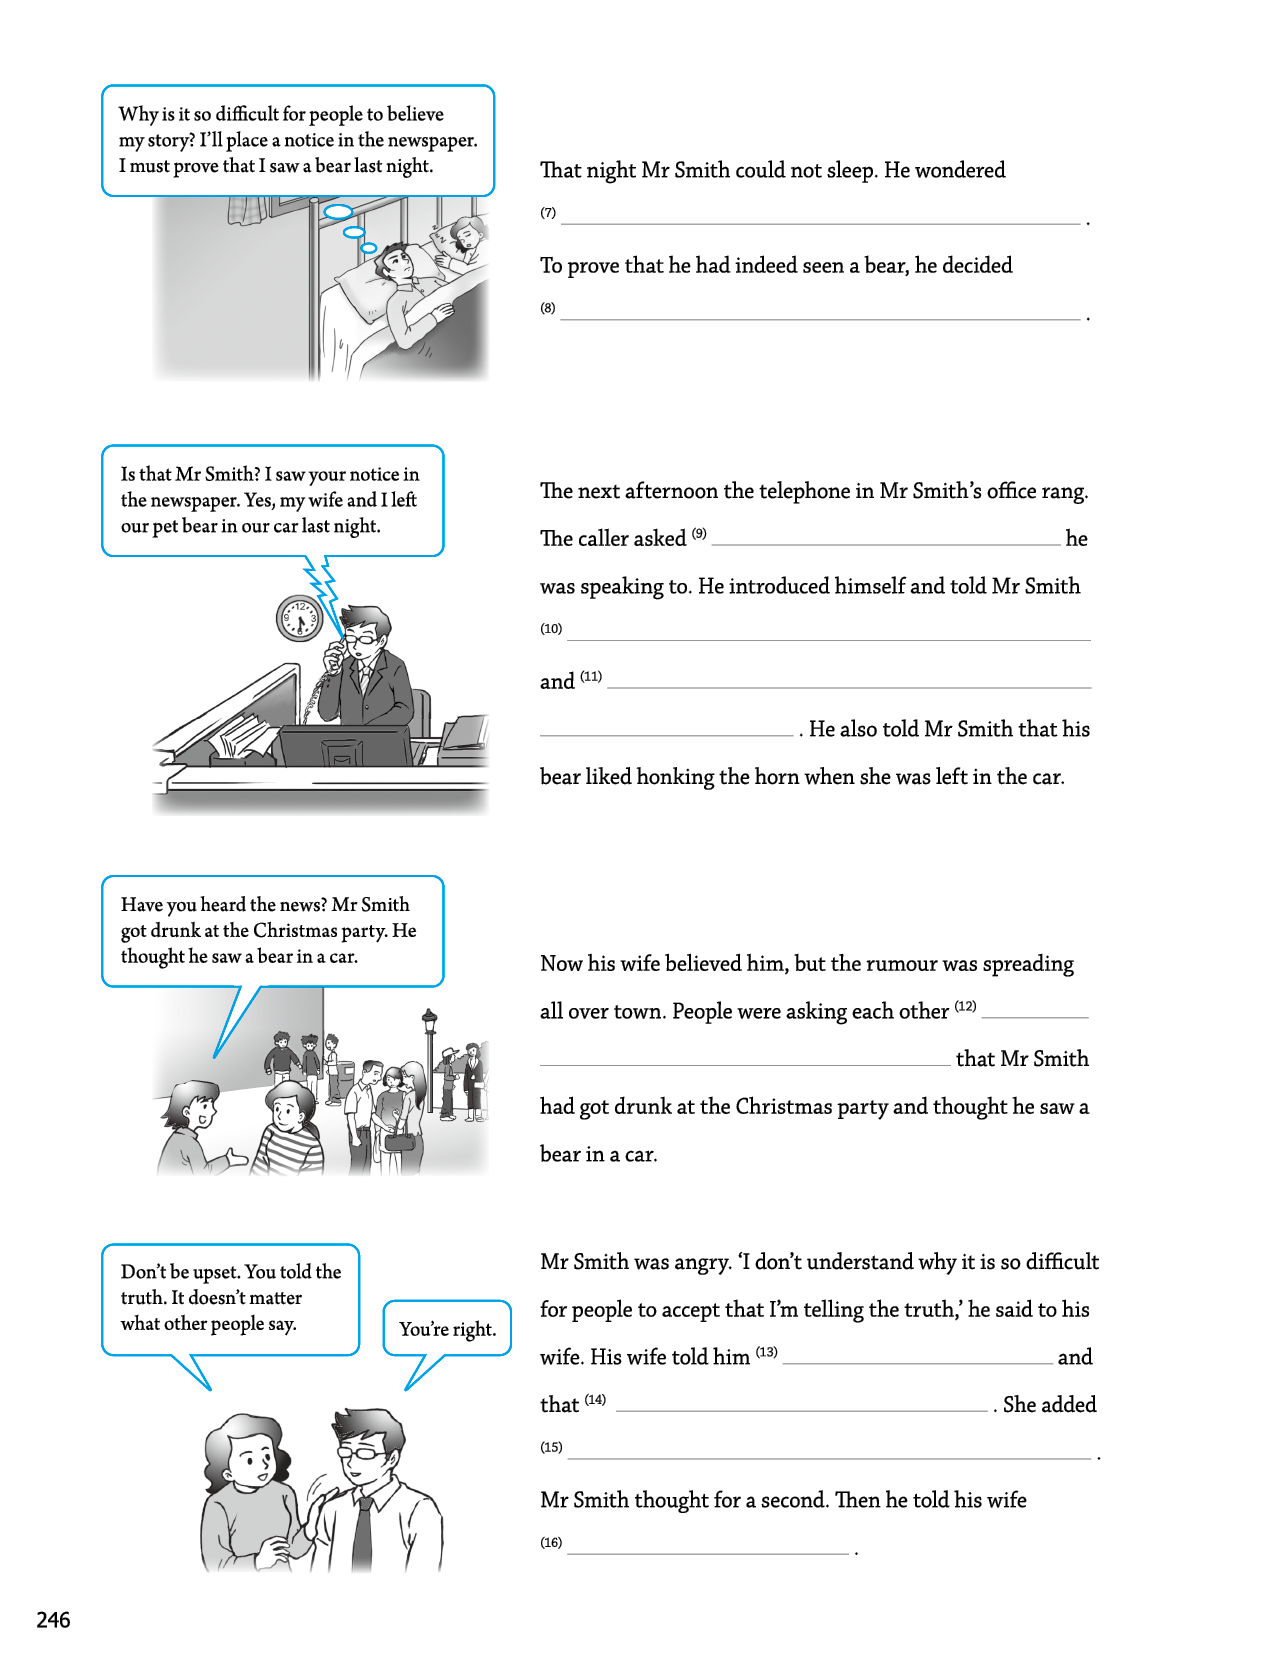 Why is it so difficult for people to believe
my story? I'll place a notice in the newspaper.
I must prove that I saw a bear last night.
That night Mr Smith could not sleep. He wondered
(7) .
To prove that he had indeed seen a bear, he decided
(8) .
Is that Mr Smith? I saw your notice in
the newspaper. Yes, my wife and I left
our pet bear in our car last night.
The next afternoon the telephone in Mr Smith's office rang.
The caller asked (9) he
was speaking to. He introduced himself and told Mr Smith
(10)
and (11)
. He also told Mr Smith that his
bear liked honking the horn when she was left in the car.
Have you heard the news? Mr Smith
got drunk at the Christmas party. He
thought he saw a bear in a car.
Now his wife believed him, but the rumour was spreading
all over town. People were asking each other (12)
that Mr Smith
had got drunk at the Christmas party and thought he saw a
bear in a car.
Don't be upset. You told the
truth. It doesn't matter
what other people say.
You're right.
Mr Smith was angry. 'I don't understand why it is so difficult
for people to accept that I'm telling the truth,' he said to his
wife. His wife told him (13) and
that (14) . She added
(15) .
Mr Smith thought for a second. Then he told his wife
(16) .
246